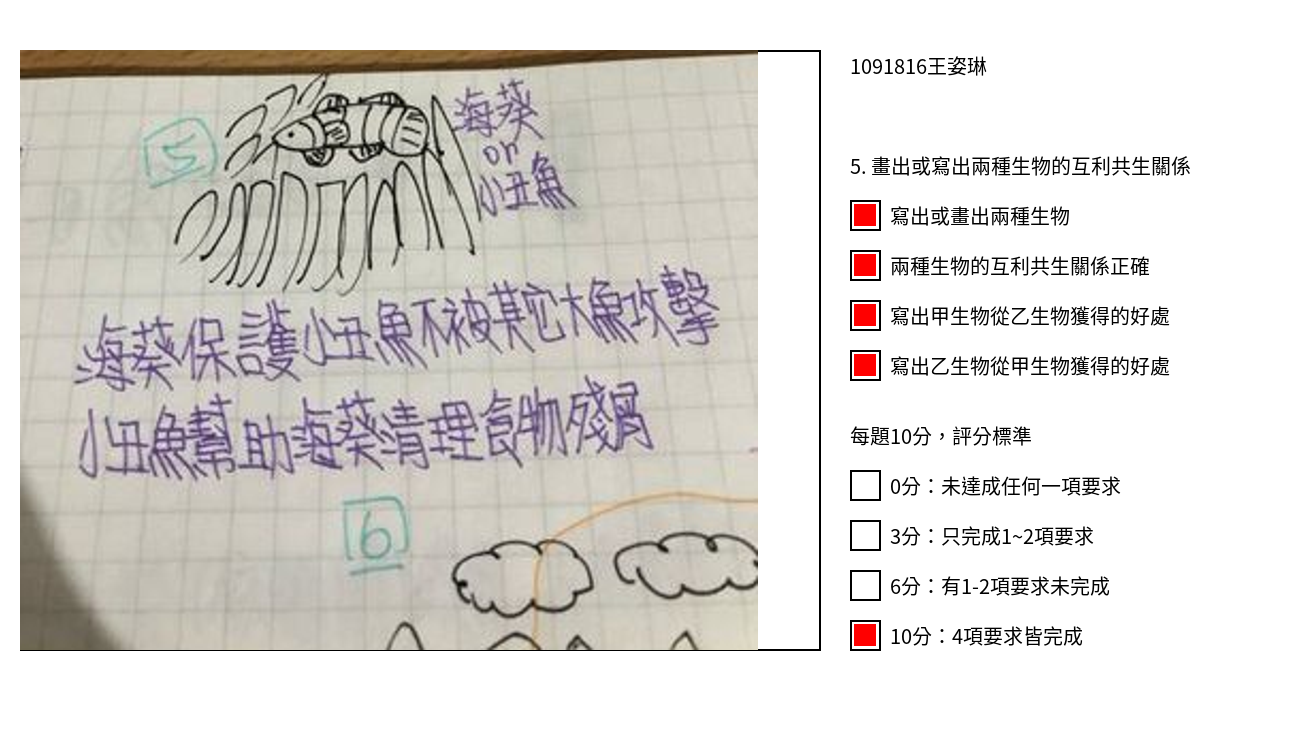 5
海葵
or
小丑魚
海葵保護小丑魚不被其它大魚攻擊
小丑魚幫助海葵清理食物殘屑
6
1091816王姿琳
5. 畫出或寫出兩種生物的互利共生關係
寫出或畫出兩種生物
兩種生物的互利共生關係正確
寫出甲生物從乙生物獲得的好處
寫出乙生物從甲生物獲得的好處
每題10分，評分標準
0分：未達成任何一項要求
3分：只完成1~2項要求
6分：有1-2項要求未完成
10分：4項要求皆完成